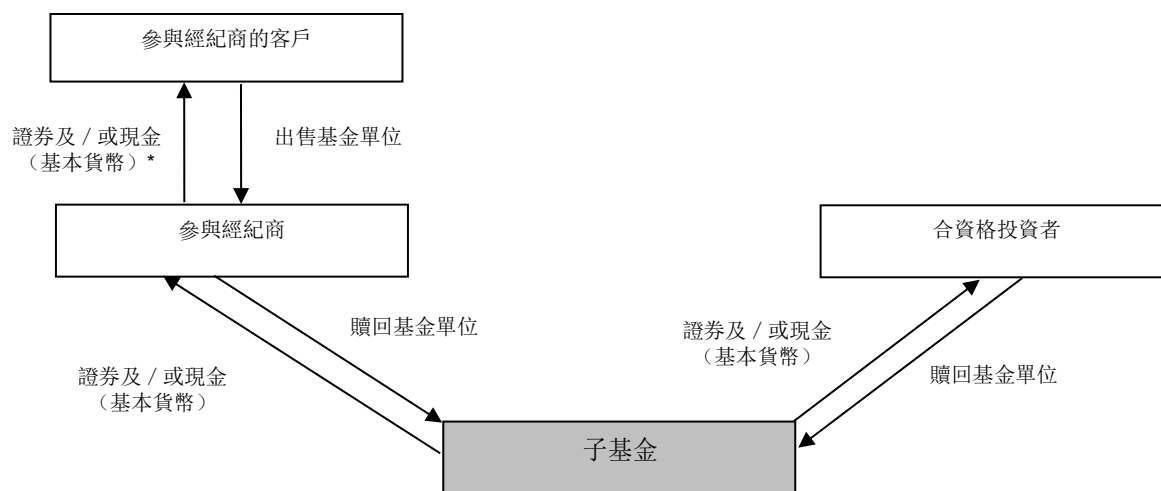 參與經紀商的客戶
證券及 / 或現金
（基本貨幣）*
出售基金單位
參與經紀商
合資格投資者
贖回基金單位
證券及 / 或現金
（基本貨幣）
證券及 / 或現金
（基本貨幣）
贖回基金單位
子基金